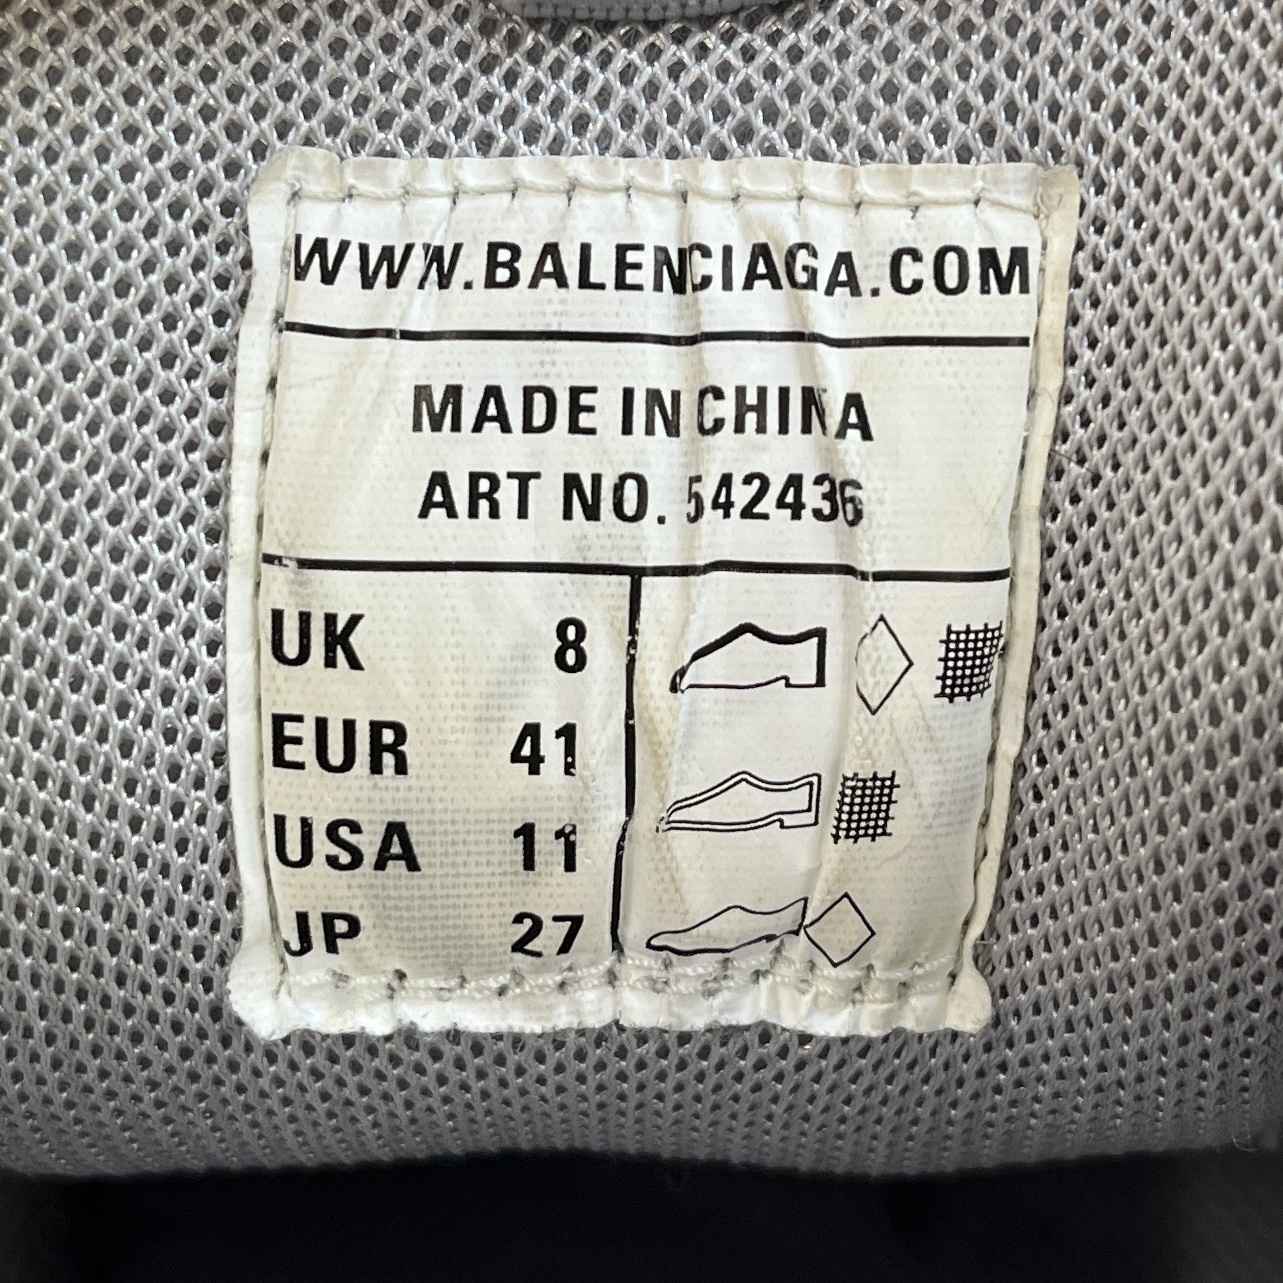 WWW.BALENCIAGA.COM
MADE IN CHINA
ART NO. 542436
UK 8
EUR 41
USA 11
JP 27